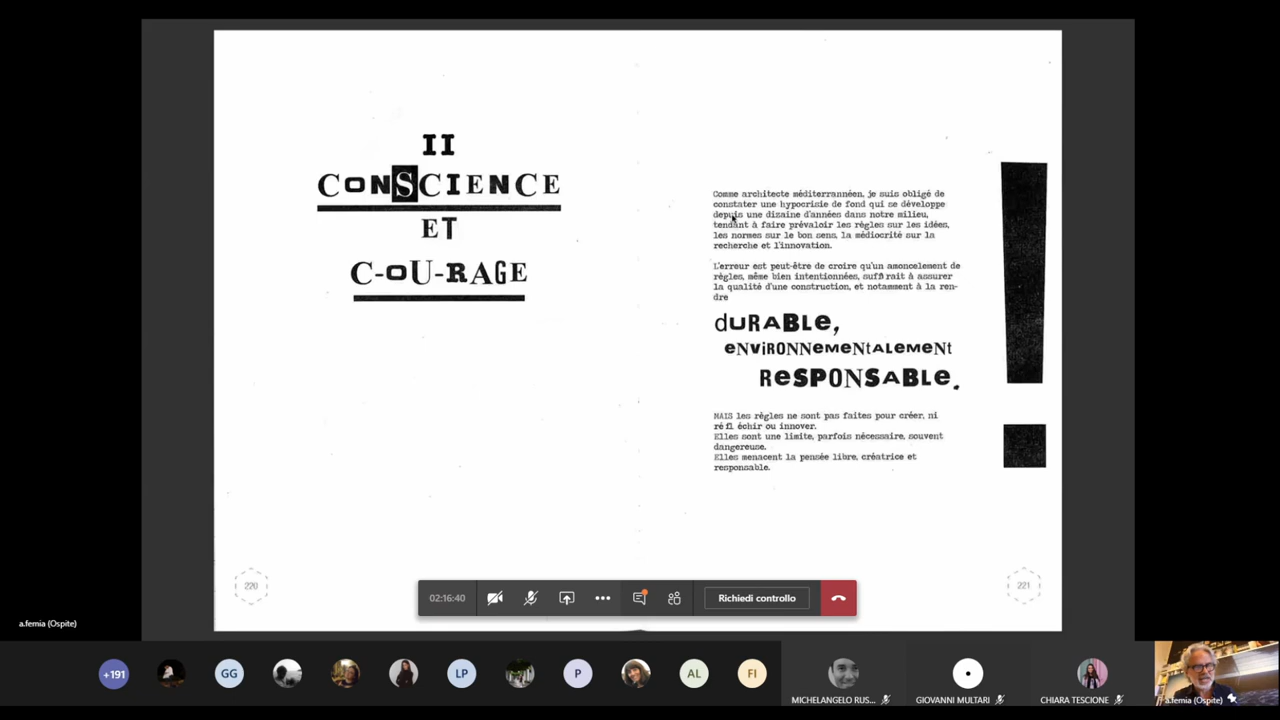 II
CONSCIENCE
ET
C-OU-RAGE
Comme architecte méditerrannéen, je suis obligé de
constater une hypocrisie de fond qui se développe
depuis une dizaine d'années dans notre milieu,
tendant à faire prévaloir les règles sur les idées,
les normes sur le bon sens, la médiocrité sur la
recherche et l'innovation.
L'erreur est peut-être de croire qu'un amoncelement de
règles, même bien intentionnées, suffirait à assurer
la qualité d'une construction, et notamment à la ren-
dre
dURABLe,
eNViRONNemeNtALemeNt
ReSPONSABLe.
!
MAIS les règles ne sont pas faites pour créer, ni
réfl échir ou innover.
Elles sont une limite, parfois nécessaire, souvent
dangereuse.
Elles menacent la pensée libre, créatrice et
responsable.
220
221
02:16:40
Richiedi controllo
a.femia (Ospite)
+191
GG
LP
P
AL
FI
MICHELANGELO RUS...
GIOVANNI MULTARI
CHIARA TESCIONE
a.femia (Ospite)